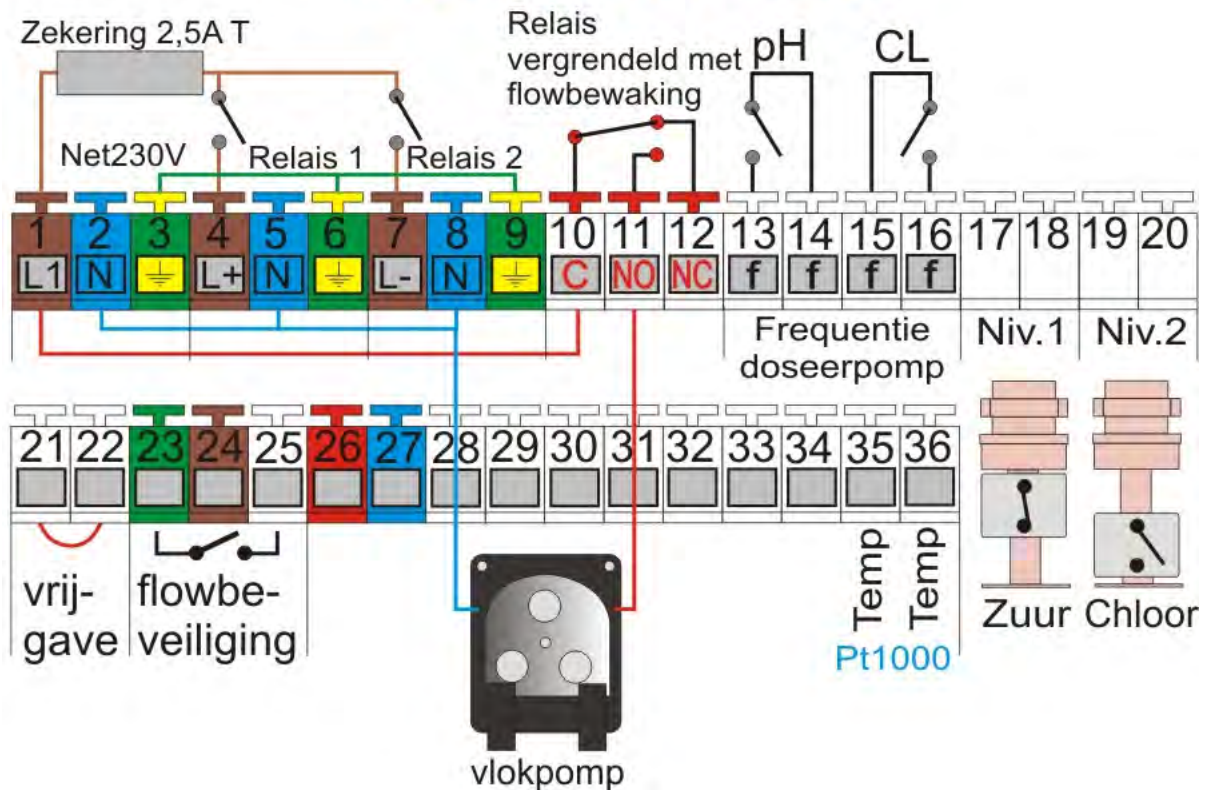 Zekering 2,5A T
Relais
vergrendeld met
flowbewaking
pH
CL
Net230V
Relais 1
Relais 2
1 2 3 4 5 6 7 8 9 10 11 12 13 14 15 16 17 18 19 20
L1 N L+ N L- N C NO NC f f f f
Frequentie
doseerpomp
Niv.1
Niv.2
21 22 23 24 25 26 27 28 29 30 31 32 33 34 35 36
vrij-
gave
flowbe-
veiliging
Temp
Temp
Pt1000
Zuur
Chloor
vlokpomp